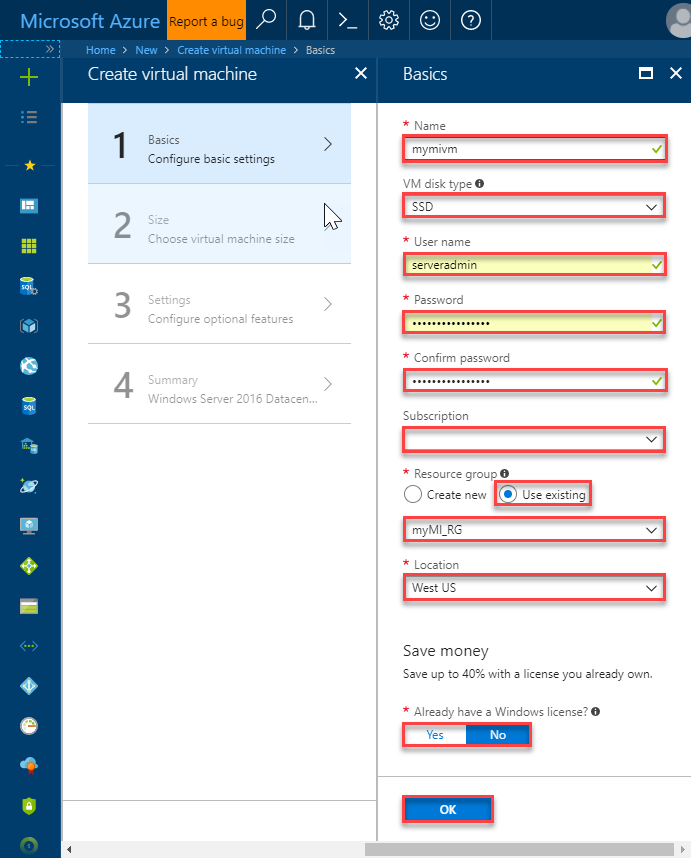 Microsoft Azure
Report a bug
Home > New > Create virtual machine > Basics
Create virtual machine
1
Basics
Configure basic settings
2
Size
Choose virtual machine size
3
Settings
Configure optional features
4
Summary
Windows Server 2016 Datacen...
Basics
* Name
mymivm
VM disk type
SSD
* User name
serveradmin
* Password
••••••••••••••••
* Confirm password
••••••••••••••••
Subscription
* Resource group
Create new Use existing
myMI_RG
* Location
West US
Save money
Save up to 40% with a license you already own.
* Already have a Windows license?
Yes No
OK